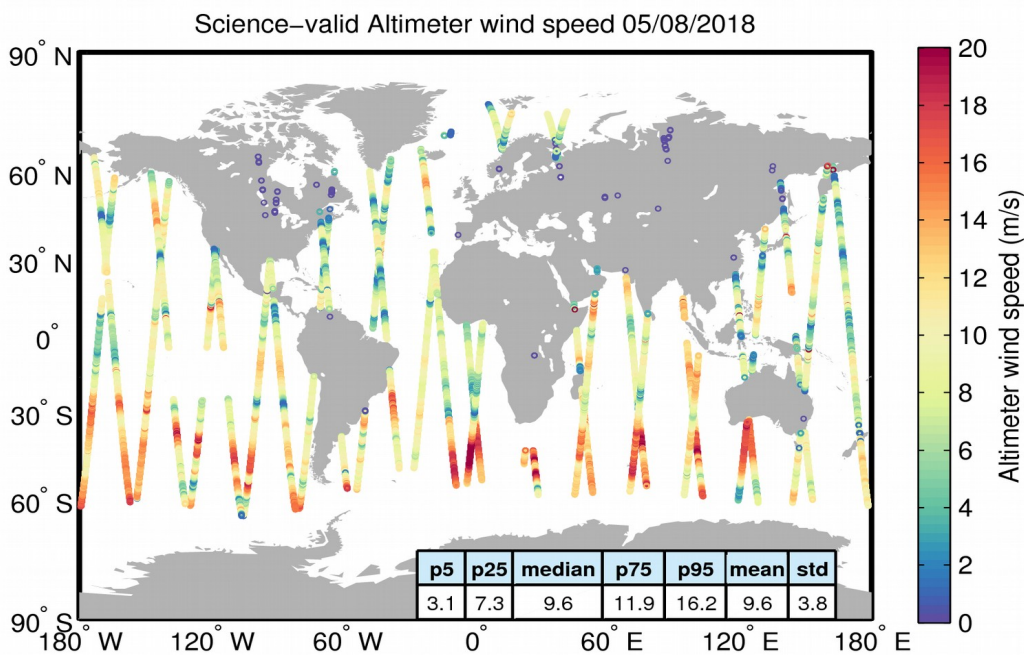 Science−valid Altimeter wind speed 05/08/2018
90° N
60° N
30° N
0°
30° S
60° S
90° S
180° W 120° W 60° W 0° 60° E 120° E 180° E
p5 p25 median p75 p95 mean std
3.1 7.3 9.6 11.9 16.2 9.6 3.8
20
18
16
14
12
10
8
6
4
2
0
Altimeter wind speed (m/s)